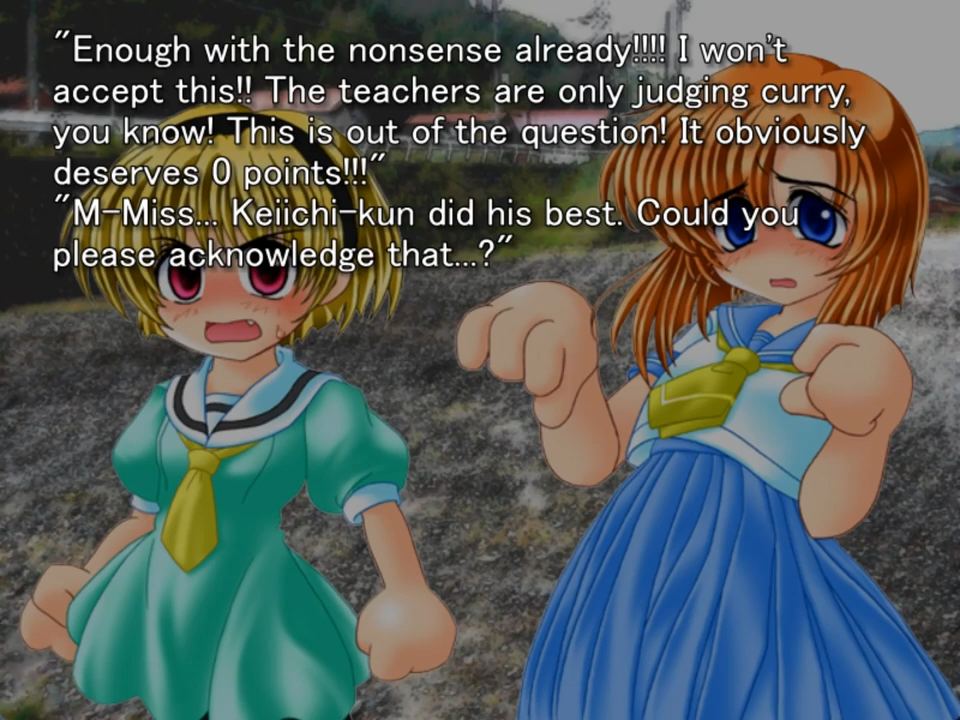 "Enough with the nonsense already!!!! I won't
accept this!! The teachers are only judging curry,
you know! This is out of the question! It obviously
deserves 0 points!!!"
"M-Miss... Keiichi-kun did his best. Could you
please acknowledge that...?"